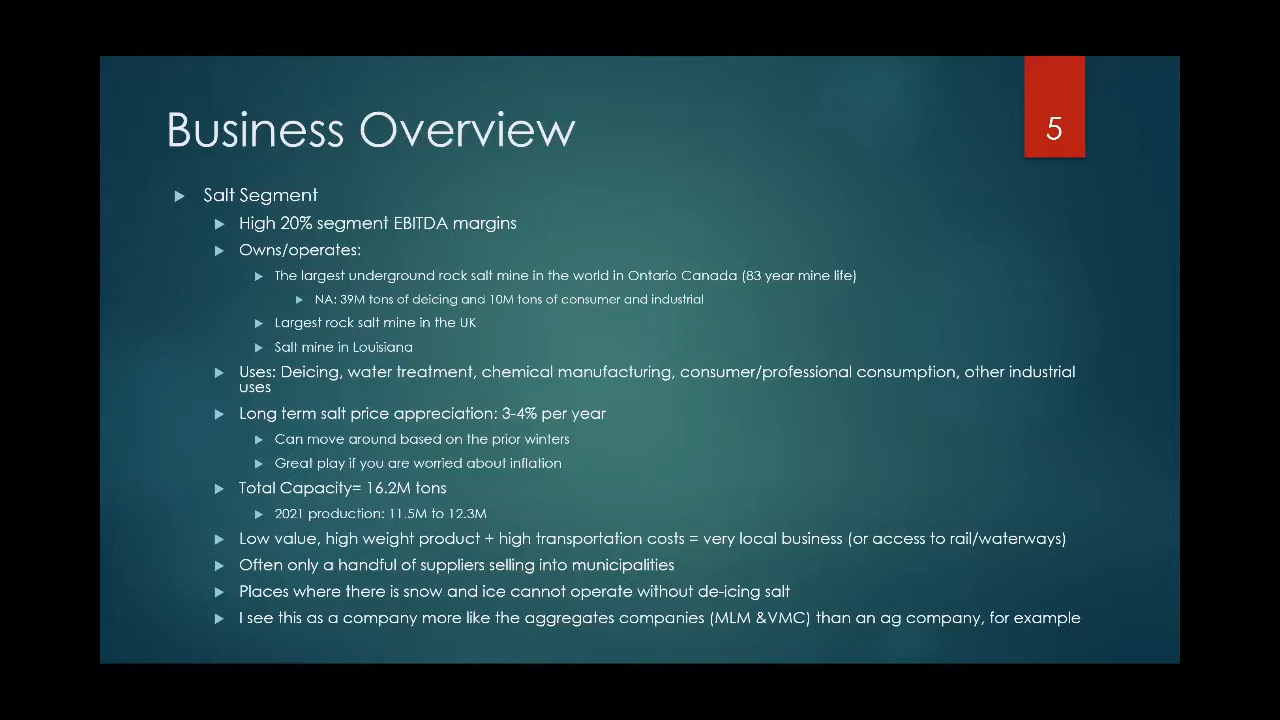 Business Overview
5
Salt Segment
High 20% segment EBITDA margins
Owns/operates:
The largest underground rock salt mine in the world in Ontario Canada (83 year mine life)
NA: 39M tons of deicing and 10M tons of consumer and industrial
Largest rock salt mine in the UK
Salt mine in Louisiana
Uses: Deicing, water treatment, chemical manufacturing, consumer/professional consumption, other industrial
uses
Long term salt price appreciation: 3-4% per year
Can move around based on the prior winters
Great play if you are worried about inflation
Total Capacity= 16.2M tons
2021 production: 11.5M to 12.3M
Low value, high weight product + high transportation costs = very local business (or access to rail/waterways)
Often only a handful of suppliers selling into municipalities
Places where there is snow and ice cannot operate without de-icing salt
I see this as a company more like the aggregates companies (MLM &VMC) than an ag company, for example